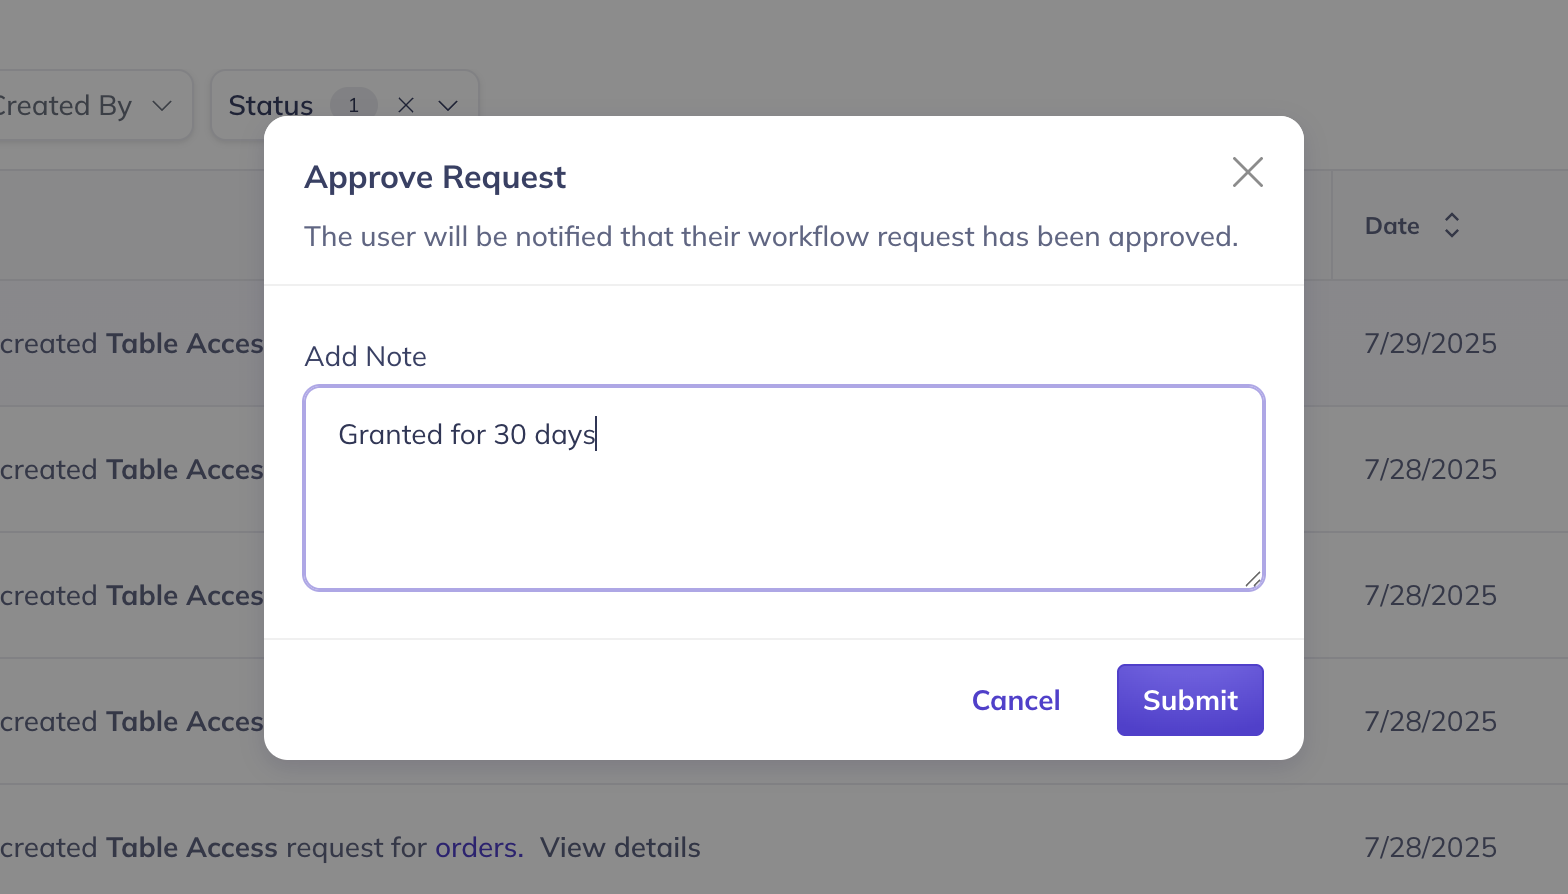 Created By Status 1
Approve Request
The user will be notified that their workflow request has been approved.
Date
Add Note
created Table Acces 7/29/2025
Granted for 30 days
created Table Acces 7/28/2025
created Table Acces 7/28/2025
Cancel Submit
created Table Acces 7/28/2025
created Table Access request for orders. View details 7/28/2025